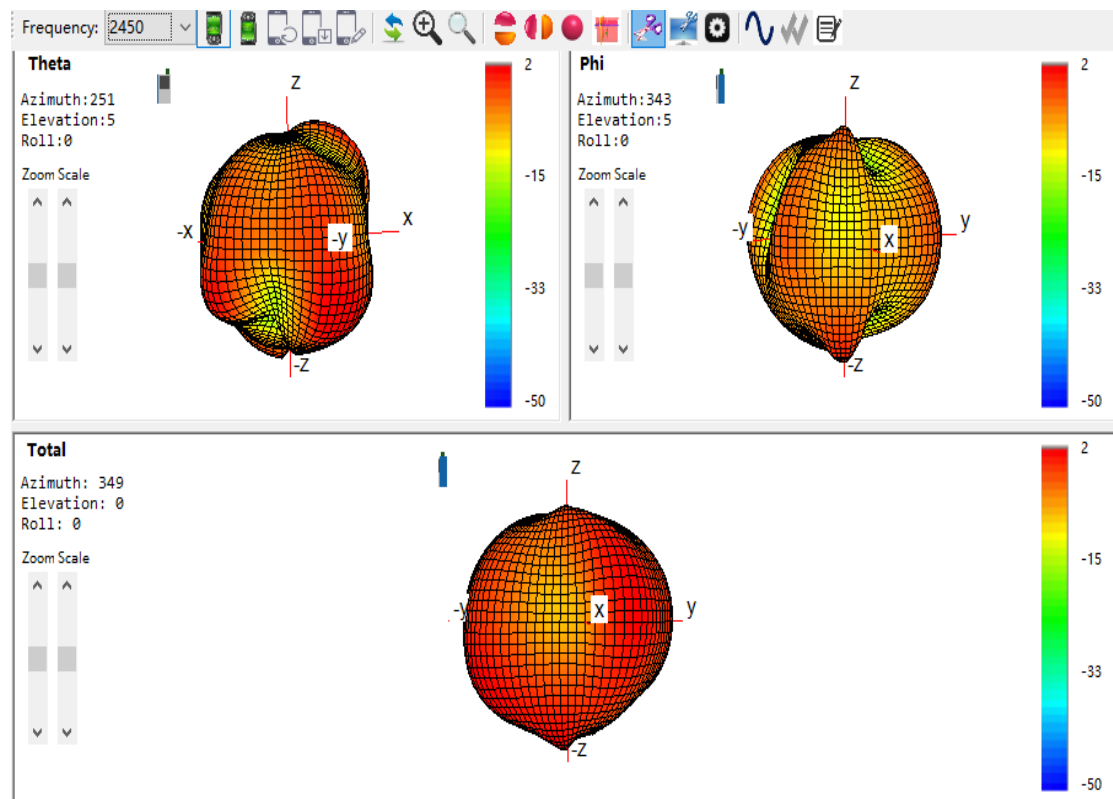 Frequency: 2450
Theta
Azimuth:251
Elevation:5
Roll:0
Zoom Scale
z
-x
x
-y
-z
2
-15
-33
-50
Phi
Azimuth:343
Elevation:5
Roll:0
Zoom Scale
z
-y
y
x
-z
2
-15
-33
-50
Total
Azimuth: 349
Elevation: 0
Roll: 0
Zoom Scale
z
-y
x
y
-z
2
-15
-33
-50